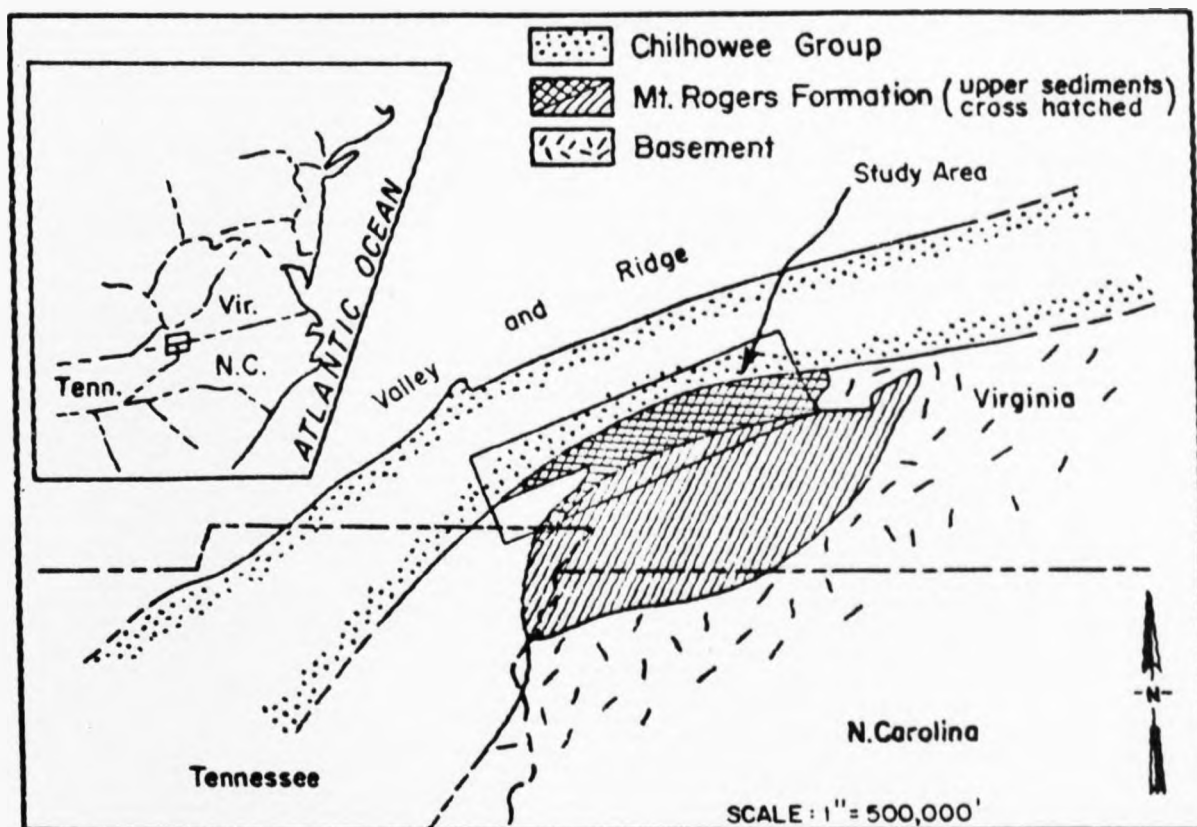 Chilhowee Group
Mt. Rogers Formation (upper sediments cross hatched)
Basement
Study Area
ATLANTIC OCEAN
Vir.
N.C.
Tenn.
Valley and Ridge
Virginia
-N-
N. Carolina
Tennessee
SCALE: 1" = 500,000'